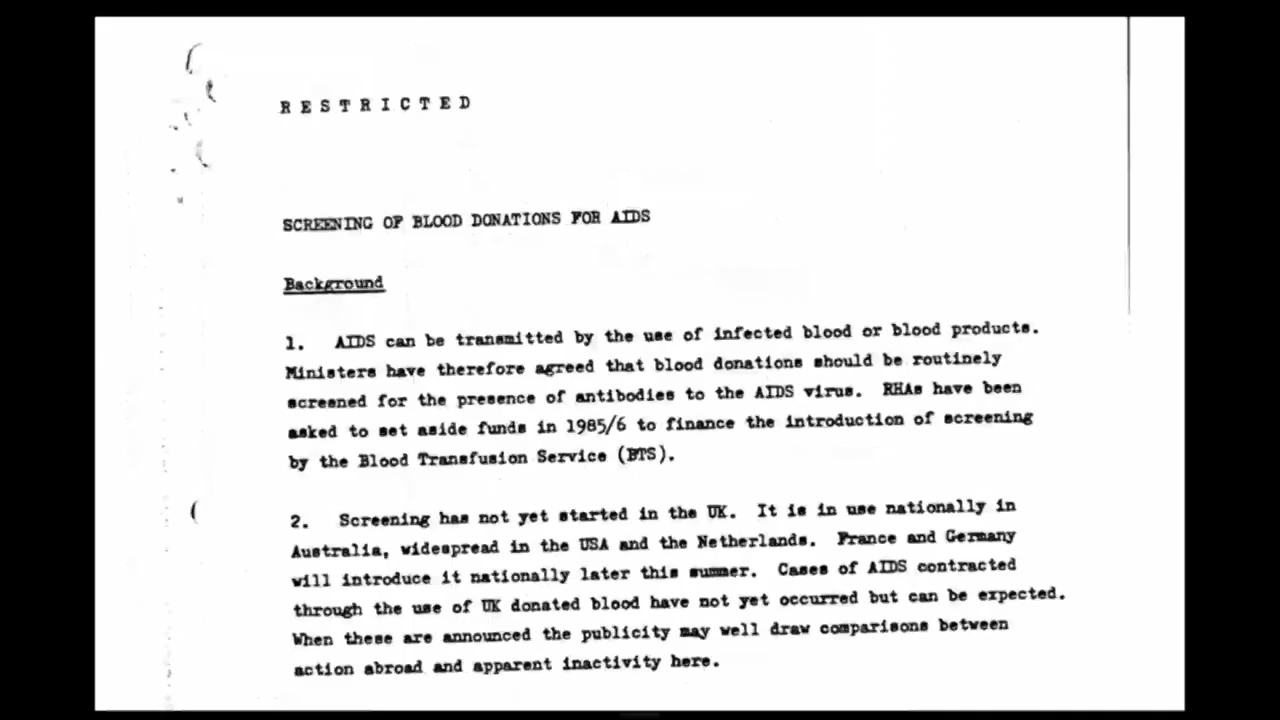 RESTRICTED
SCREENING OF BLOOD DONATIONS FOR AIDS
Background
1. AIDS can be transmitted by the use of infected blood or blood products.
Ministers have therefore agreed that blood donations should be routinely
screened for the presence of antibodies to the AIDS virus. RHAs have been
asked to set aside funds in 1985/6 to finance the introduction of screening
by the Blood Transfusion Service (BTS).
2. Screening has not yet started in the UK. It is in use nationally in
Australia, widespread in the USA and the Netherlands. France and Germany
will introduce it nationally later this summer. Cases of AIDS contracted
through the use of UK donated blood have not yet occurred but can be expected.
When these are announced the publicity may well draw comparisons between
action abroad and apparent inactivity here.